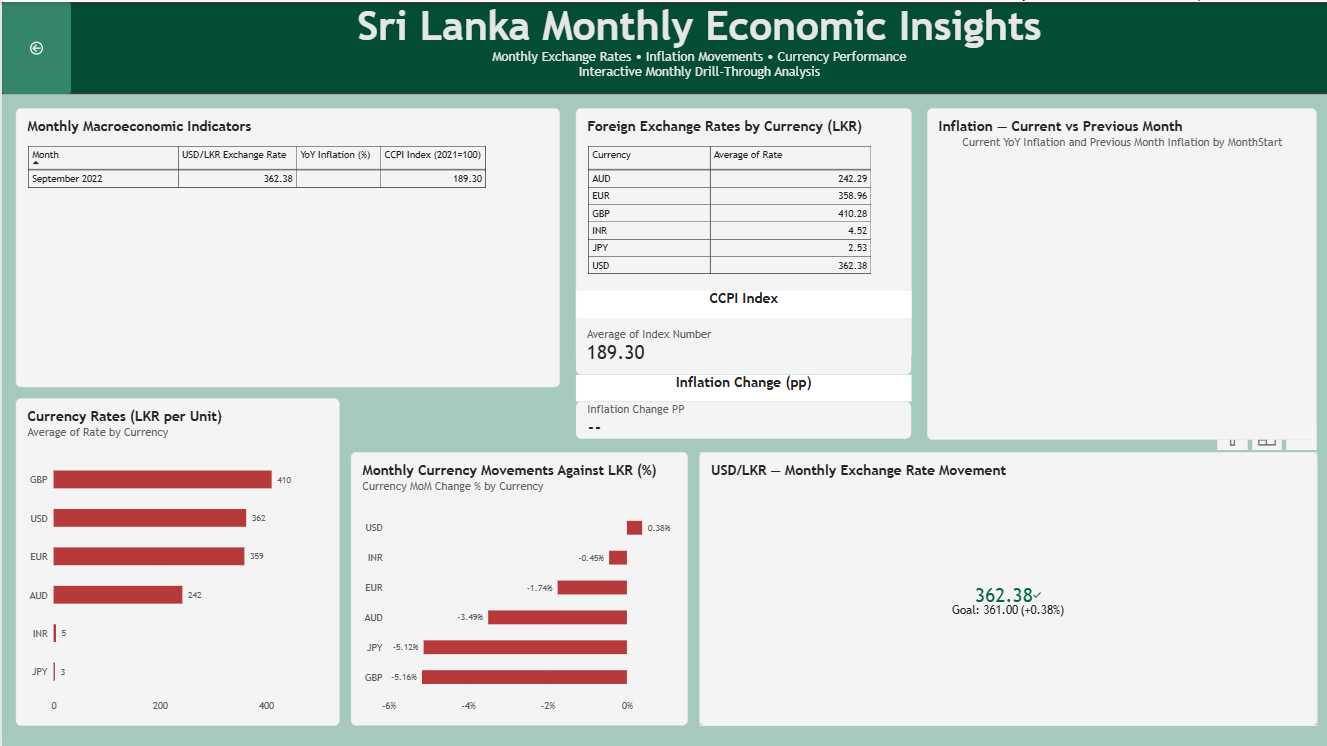 Sri Lanka Monthly Economic Insights
Monthly Exchange Rates • Inflation Movements • Currency Performance
Interactive Monthly Drill-Through Analysis
Monthly Macroeconomic Indicators
Month USD/LKR Exchange Rate YoY Inflation (%) CCPI Index (2021=100)
September 2022 362.38 189.30
Foreign Exchange Rates by Currency (LKR)
Currency Average of Rate
AUD 242.29
EUR 358.96
GBP 410.28
INR 4.52
JPY 2.53
USD 362.38
CCPI Index
Average of Index Number
189.30
Inflation Change (pp)
Inflation Change PP
--
Inflation — Current vs Previous Month
Current YoY Inflation and Previous Month Inflation by MonthStart
Currency Rates (LKR per Unit)
Average of Rate by Currency
GBP 410
USD 362
EUR 359
AUD 242
INR 5
JPY 3
0 200 400
Monthly Currency Movements Against LKR (%)
Currency MoM Change % by Currency
USD 0.38%
INR -0.45%
EUR -1.74%
AUD -3.49%
JPY -5.12%
GBP -5.16%
-6% -4% -2% 0%
USD/LKR — Monthly Exchange Rate Movement
362.38✓
Goal: 361.00 (+0.38%)